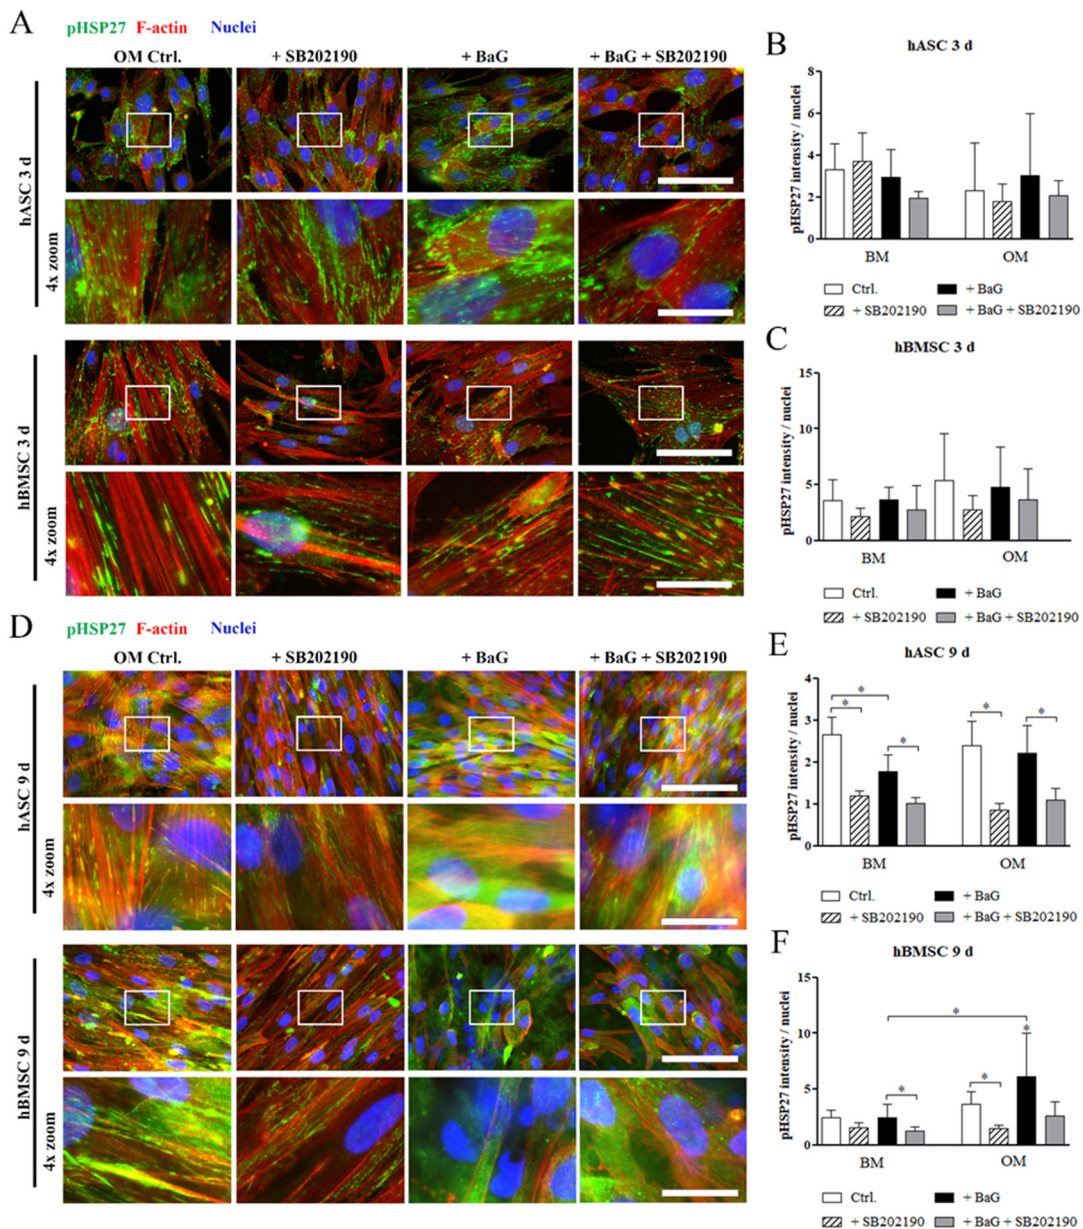 A
pHSP27 F-actin Nuclei
OM Ctrl. + SB202190 + BaG + BaG + SB202190
hASC 3 d
4x zoom
hBMSC 3 d
4x zoom
B
hASC 3 d
pHSP27 intensity / nuclei
8
6
4
2
0
BM OM
Ctrl. + BaG
+ SB202190 + BaG + SB202190
C
hBMSC 3 d
pHSP27 intensity / nuclei
15
10
5
0
BM OM
Ctrl. + BaG
+ SB202190 + BaG + SB202190
D
pHSP27 F-actin Nuclei
OM Ctrl. + SB202190 + BaG + BaG + SB202190
hASC 9 d
4x zoom
hBMSC 9 d
4x zoom
E
hASC 9 d
pHSP27 intensity / nuclei
4
3
2
1
0
* * * * *
BM OM
Ctrl. + BaG
+ SB202190 + BaG + SB202190
F
hBMSC 9 d
pHSP27 intensity / nuclei
15
10
5
0
* * * *
BM OM
Ctrl. + BaG
+ SB202190 + BaG + SB202190